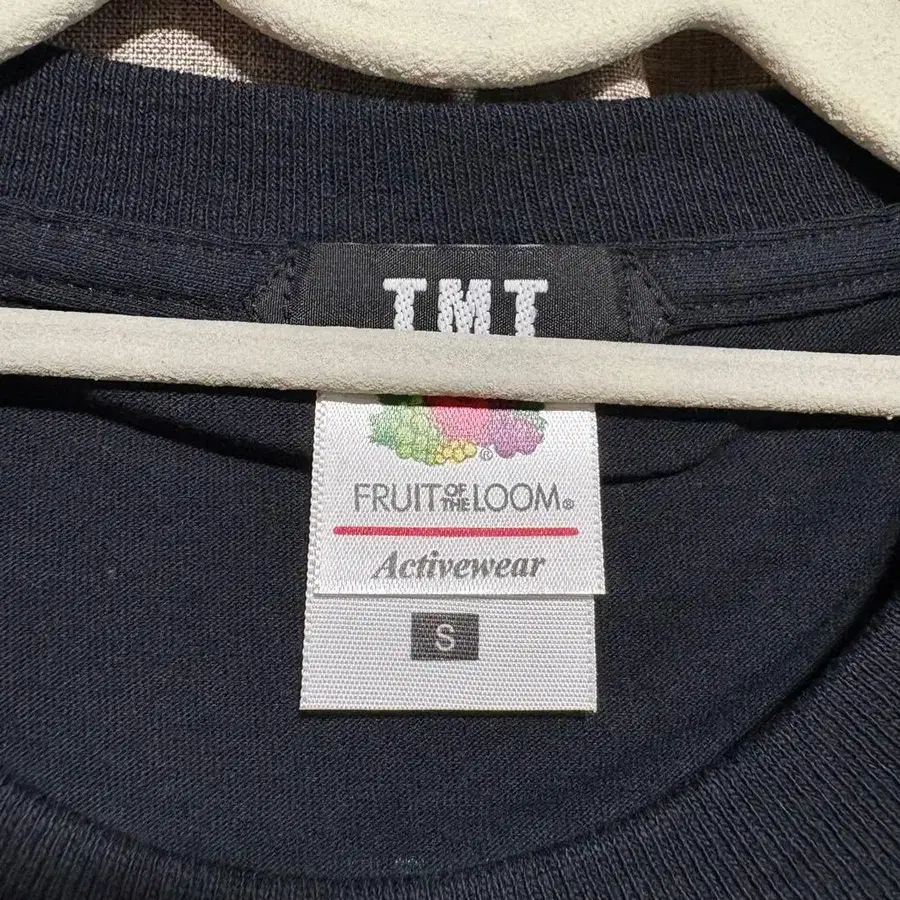 TMT
®
FRUIT OF THE LOOM®
Activewear
S